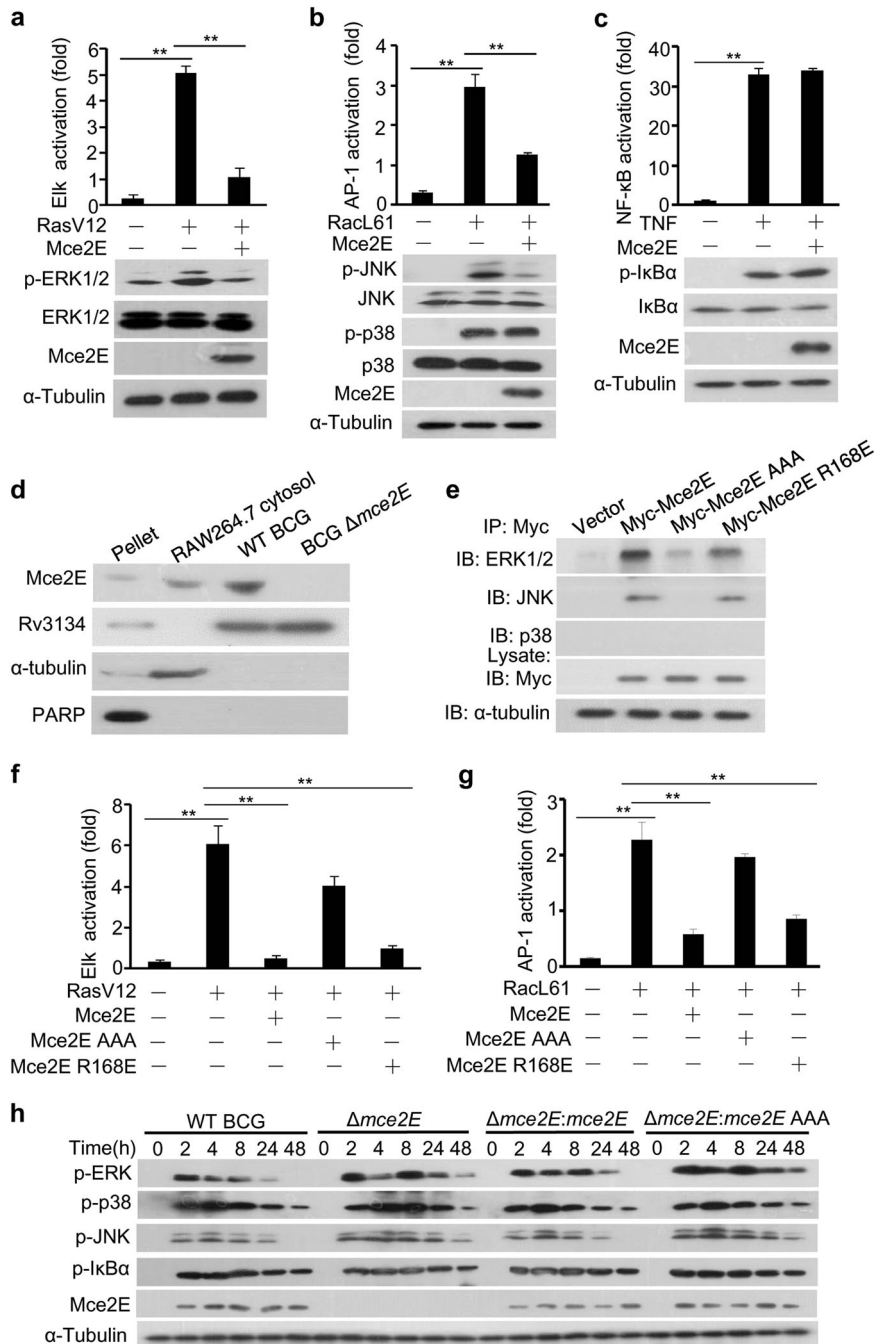 a
Elk activation (fold)
6
5
4
3
2
1
0
**
**
RasV12 – + +
Mce2E – – +
p-ERK1/2
ERK1/2
Mce2E
α-Tubulin
b
AP-1 activation (fold)
4
3
2
1
0
**
**
RacL61 – + +
Mce2E – – +
p-JNK
JNK
p-p38
p38
Mce2E
α-Tubulin
c
NF-κB activation (fold)
40
30
20
10
0
**
TNF – + +
Mce2E – – +
p-IκBα
IκBα
Mce2E
α-Tubulin
d
Pellet RAW264.7 cytosol WT BCG BCG Δmce2E
Mce2E
Rv3134
α-tubulin
PARP
e
IP: Myc Vector Myc-Mce2E Myc-Mce2E AAA Myc-Mce2E R168E
IB: ERK1/2
IB: JNK
IB: p38
Lysate:
IB: Myc
IB: α-tubulin
f
Elk activation (fold)
8
6
4
2
0
**
**
**
RasV12 – + + + +
Mce2E – – + – –
Mce2E AAA – – – + –
Mce2E R168E – – – – +
g
AP-1 activation (fold)
3
2
1
0
**
**
**
RacL61 – + + + +
Mce2E – – + – –
Mce2E AAA – – – + –
Mce2E R168E – – – – +
h
WT BCG Δmce2E Δmce2E:mce2E Δmce2E:mce2E AAA
Time(h) 0 2 4 8 24 48 0 2 4 8 24 48 0 2 4 8 24 48 0 2 4 8 24 48
p-ERK
p-p38
p-JNK
p-IκBα
Mce2E
α-Tubulin